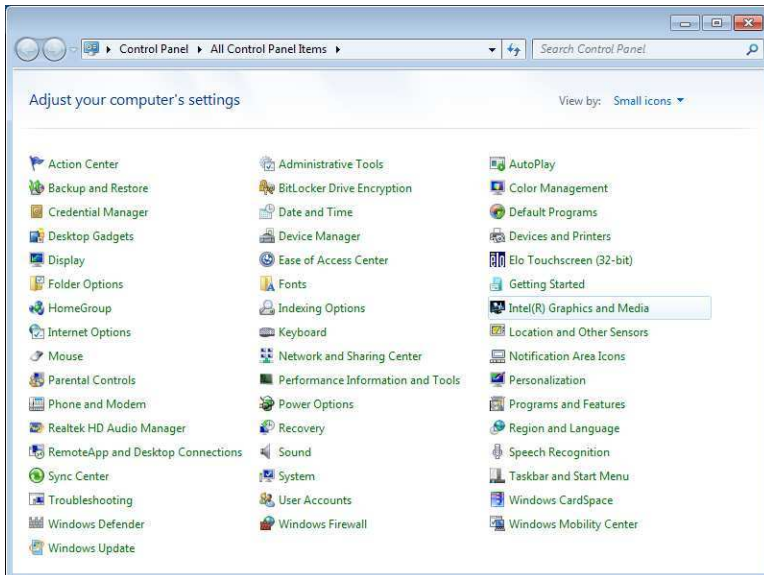 Control Panel ▸ All Control Panel Items ▸ Search Control Panel
Adjust your computer's settings View by: Small icons
Action Center Administrative Tools AutoPlay
Backup and Restore BitLocker Drive Encryption Color Management
Credential Manager Date and Time Default Programs
Desktop Gadgets Device Manager Devices and Printers
Display Ease of Access Center elo Elo Touchscreen (32-bit)
Folder Options Fonts Getting Started
HomeGroup Indexing Options Intel(R) Graphics and Media
Internet Options Keyboard Location and Other Sensors
Mouse Network and Sharing Center Notification Area Icons
Parental Controls Performance Information and Tools Personalization
Phone and Modem Power Options Programs and Features
Realtek HD Audio Manager Recovery Region and Language
RemoteApp and Desktop Connections Sound Speech Recognition
Sync Center System Taskbar and Start Menu
Troubleshooting User Accounts Windows CardSpace
Windows Defender Windows Firewall Windows Mobility Center
Windows Update